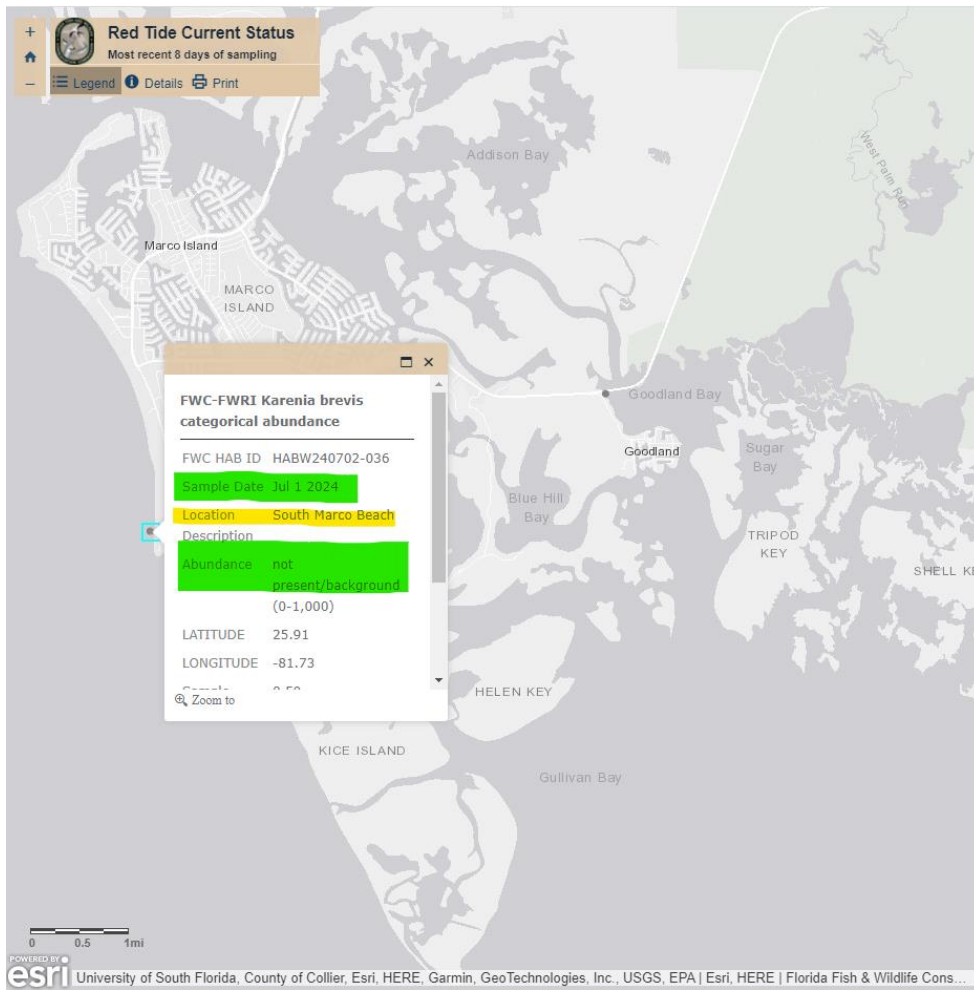 +
Red Tide Current Status
Most recent 8 days of sampling
–
Legend Details Print
Addison Bay
West Palm Run
Marco Island
MARCO
ISLAND
FWC-FWRI Karenia brevis
categorical abundance
FWC HAB ID HABW240702-036
Sample Date Jul 1 2024
Location South Marco Beach
Description
Abundance not
present/background
(0-1,000)
LATITUDE 25.91
LONGITUDE -81.73
Zoom to
Goodland Bay
Goodland
Sugar
Bay
Blue Hill
Bay
TRIPOD
KEY
SHELL KE
HELEN KEY
KICE ISLAND
Gullivan Bay
0 0.5 1mi
POWERED BY
esri
University of South Florida, County of Collier, Esri, HERE, Garmin, GeoTechnologies, Inc., USGS, EPA | Esri, HERE | Florida Fish & Wildlife Cons...